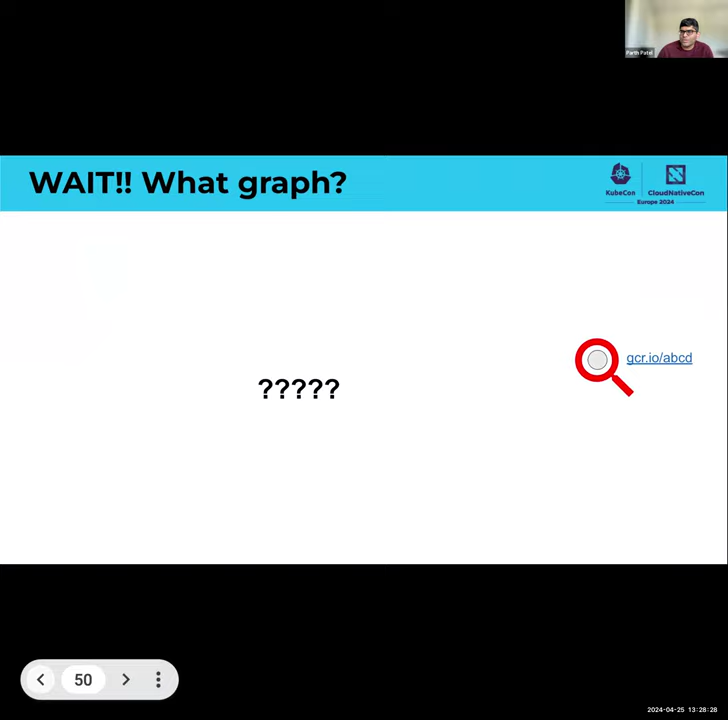 Parth Patel
WAIT!! What graph?
KubeCon
CloudNativeCon
Europe 2024
gcr.io/abcd
?????
50
2024-04-25 13:28:28